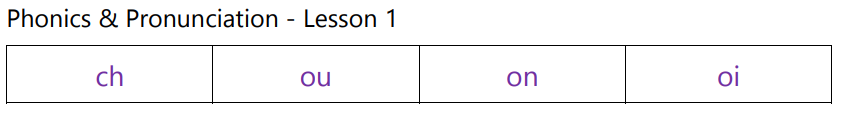 Phonics & Pronunciation - Lesson 1
ch ou on oi